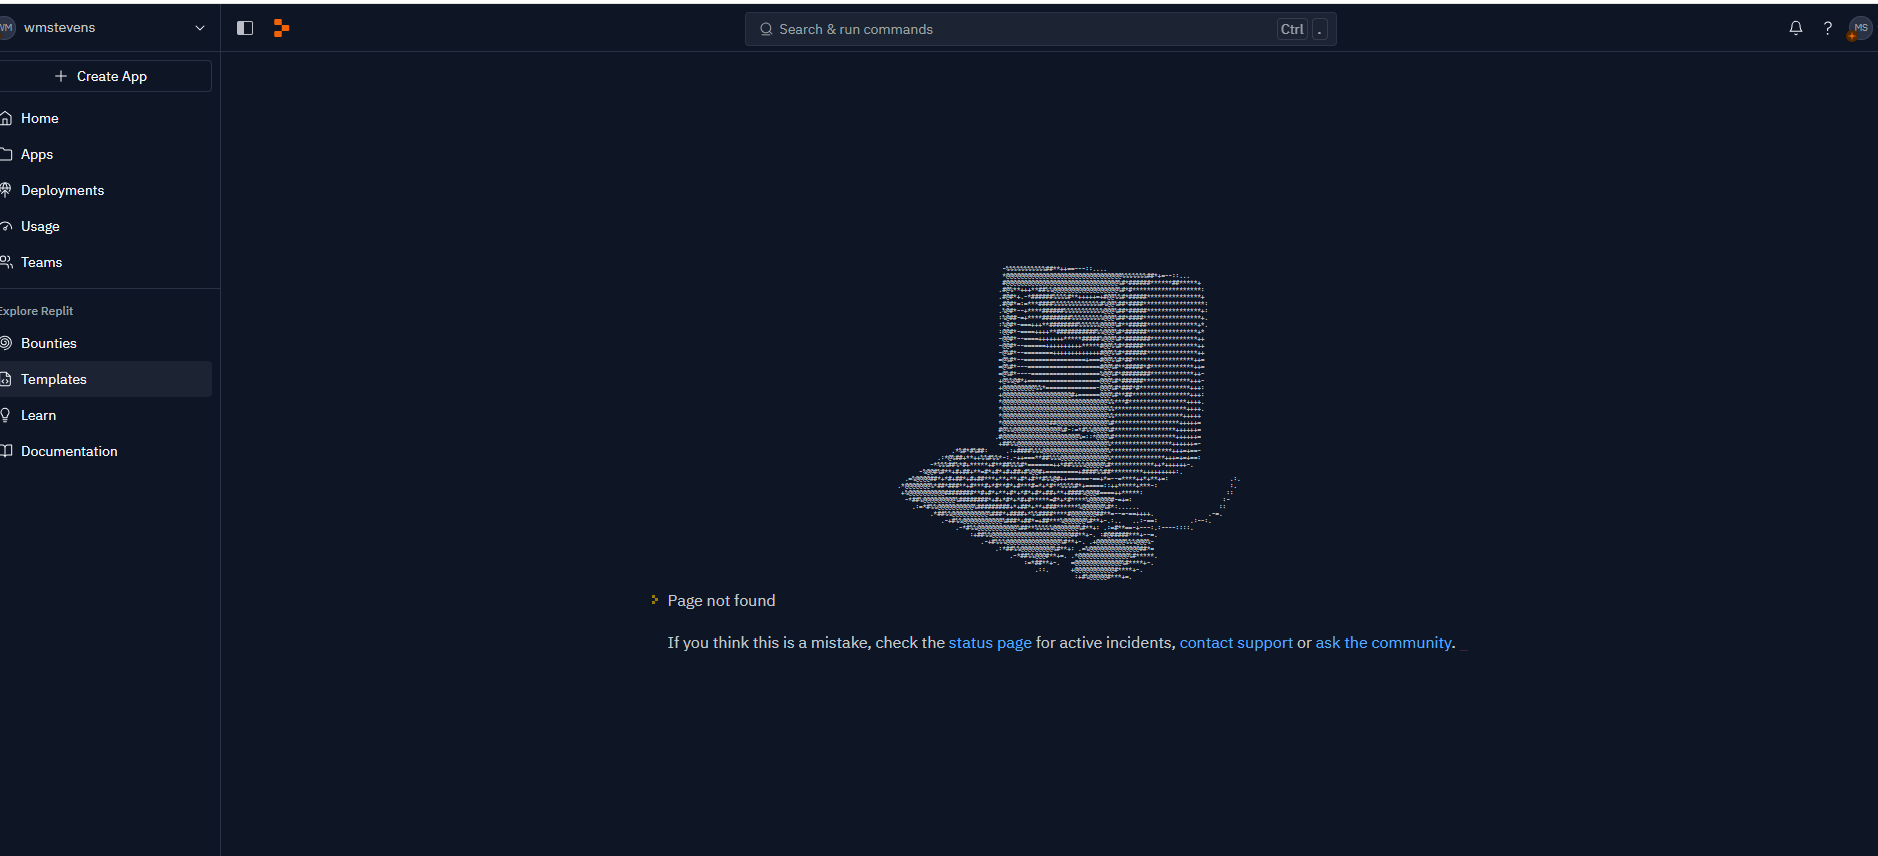 WM
wmstevens
Search & run commands
Ctrl
.
?
MS
Create App
Home
Apps
Deployments
Usage
Teams
Explore Replit
Bounties
Templates
Learn
Documentation
Page not found
If you think this is a mistake, check the status page for active incidents, contact support or ask the community. _